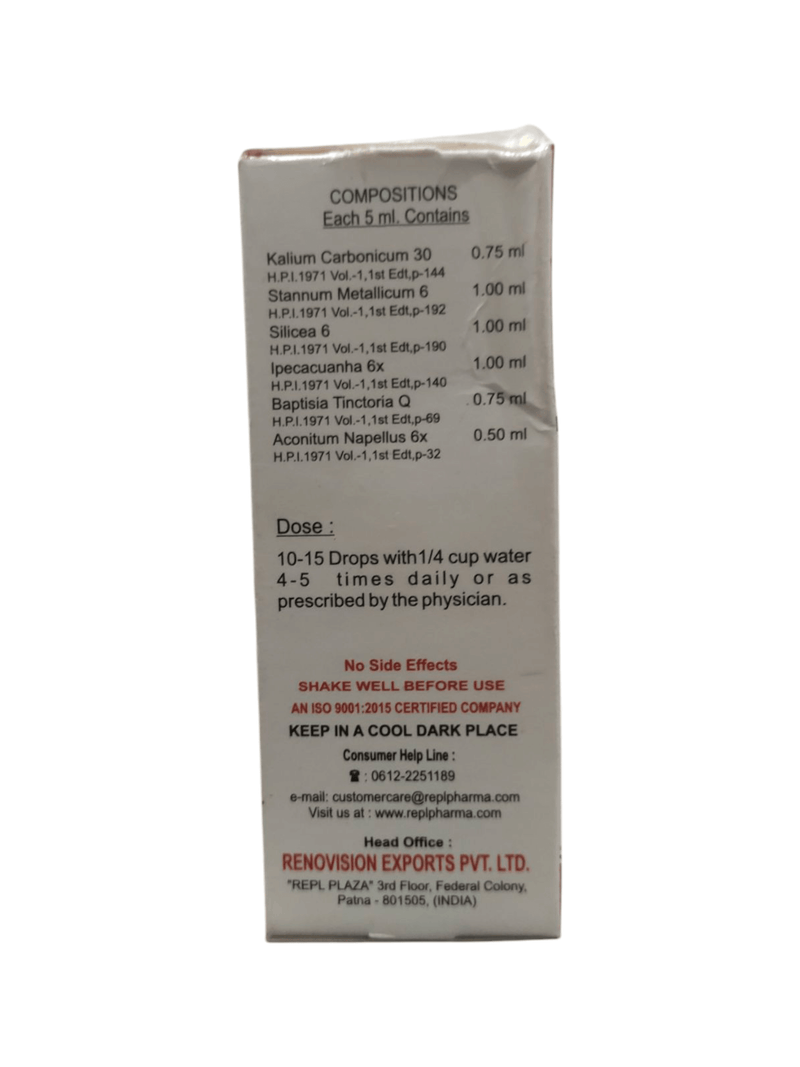 COMPOSITIONS
Each 5 ml. Contains
Kalium Carbonicum 30 0.75 ml
H.P.I.1971 Vol.-1,1st Edt,p-144
Stannum Metallicum 6 1.00 ml
H.P.I.1971 Vol.-1,1st Edt,p-192
Silicea 6 1.00 ml
H.P.I.1971 Vol.-1,1st Edt,p-190
Ipecacuanha 6x 1.00 ml
H.P.I.1971 Vol.-1,1st Edt,p-140
Baptisia Tinctoria Q 0.75 ml
H.P.I.1971 Vol.-1,1st Edt,p-69
Aconitum Napellus 6x 0.50 ml
H.P.I.1971 Vol.-1,1st Edt,p-32
Dose :
10-15 Drops with1/4 cup water
4-5 times daily or as
prescribed by the physician.
No Side Effects
SHAKE WELL BEFORE USE
AN ISO 9001:2015 CERTIFIED COMPANY
KEEP IN A COOL DARK PLACE
Consumer Help Line :
☎ : 0612-2251189
e-mail: customercare@replpharma.com
Visit us at : www.replpharma.com
Head Office :
RENOVISION EXPORTS PVT. LTD.
"REPL PLAZA" 3rd Floor, Federal Colony,
Patna - 801505, (INDIA)